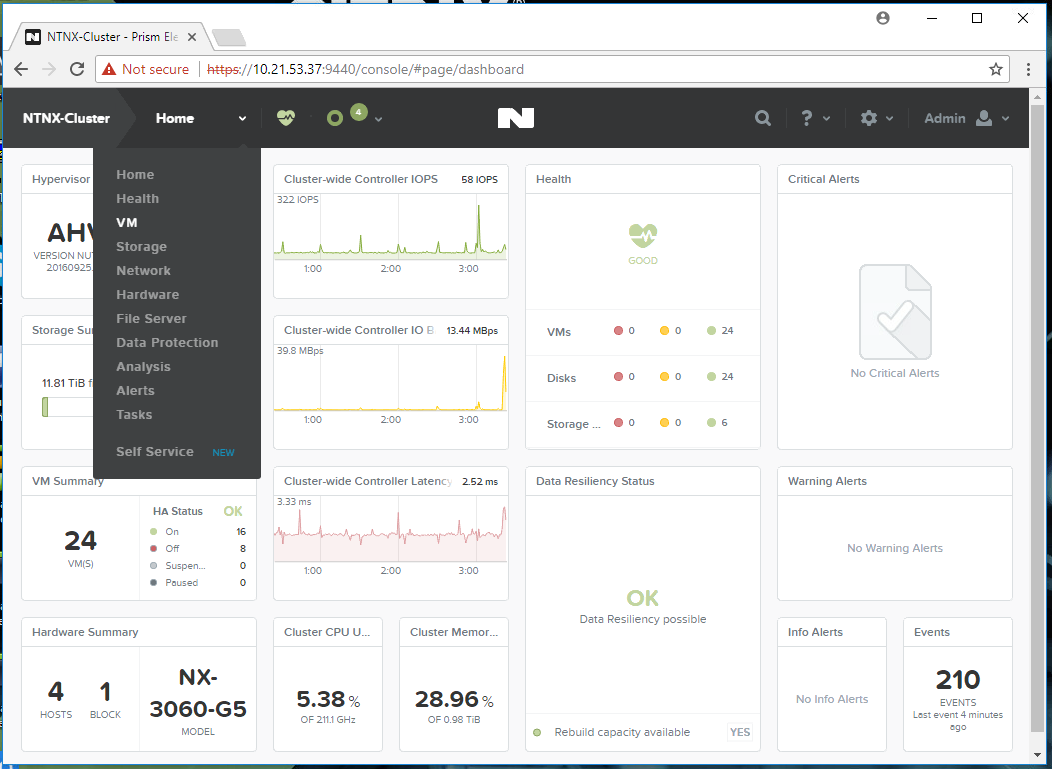 NTNX-Cluster - Prism Ele
Not secure
https://10.21.53.37:9440/console/#page/dashboard
NTNX-Cluster
Home
4
?
Admin
Home
Health
VM
Storage
Network
Hardware
File Server
Data Protection
Analysis
Alerts
Tasks
Self Service NEW
Hypervisor
AHV
VERSION NUT
20160925.
Cluster-wide Controller IOPS 58 IOPS
322 IOPS
1:00 2:00 3:00
Health
GOOD
VMs 0 0 24
Disks 0 0 24
Storage ... 0 0 6
Critical Alerts
No Critical Alerts
Storage Sum
11.81 TiB f
Cluster-wide Controller IO B 13.44 MBps
39.8 MBps
1:00 2:00 3:00
VM Summary
24
VM(S)
HA Status OK
On 16
Off 8
Suspen... 0
Paused 0
Cluster-wide Controller Latency 2.52 ms
3.33 ms
1:00 2:00 3:00
Data Resiliency Status
OK
Data Resiliency possible
Rebuild capacity available YES
Warning Alerts
No Warning Alerts
Hardware Summary
4
HOSTS
1
BLOCK
NX-
3060-G5
MODEL
Cluster CPU U...
5.38 %
OF 211.1 GHz
Cluster Memor...
28.96 %
OF 0.98 TiB
Info Alerts
No Info Alerts
Events
210
EVENTS
Last event 4 minutes
ago